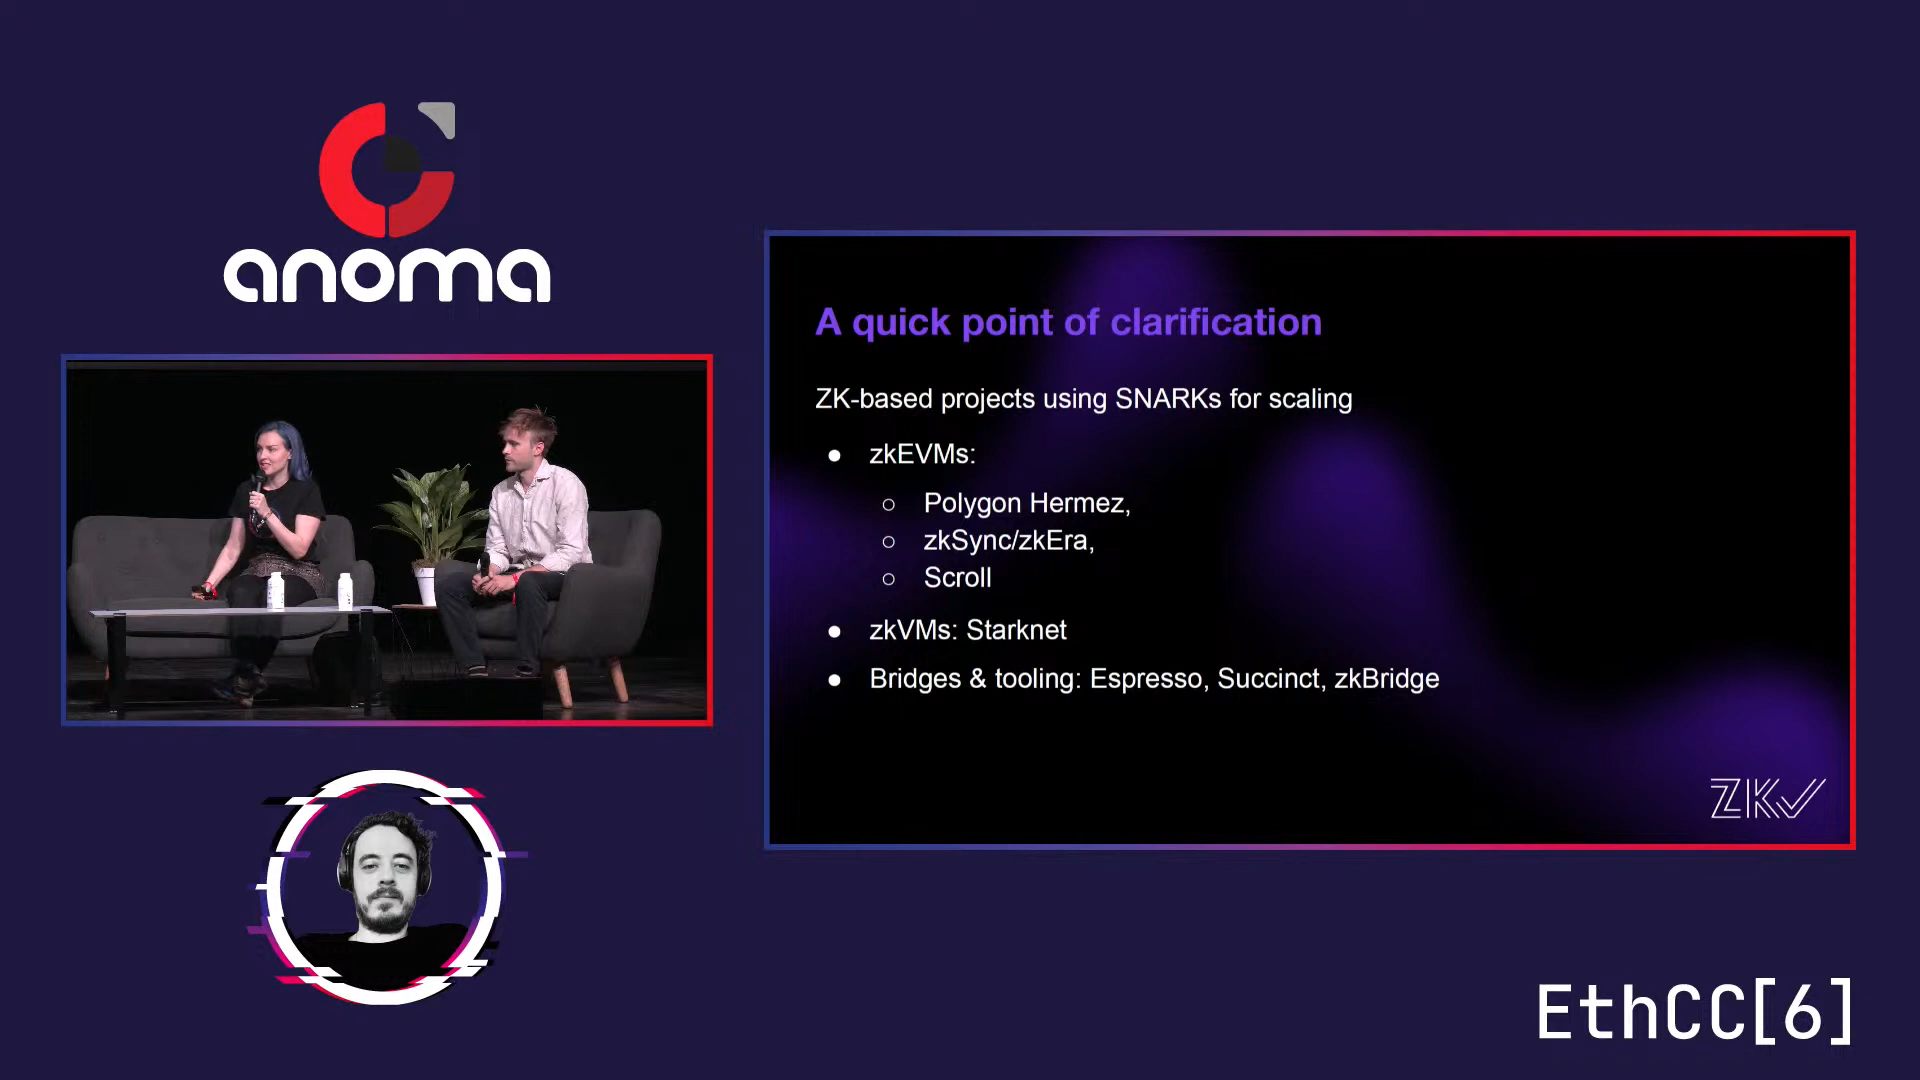 anoma
A quick point of clarification
ZK-based projects using SNARKs for scaling
● zkEVMs:
○ Polygon Hermez,
○ zkSync/zkEra,
○ Scroll
● zkVMs: Starknet
● Bridges & tooling: Espresso, Succinct, zkBridge
ZKV
EthCC[6]